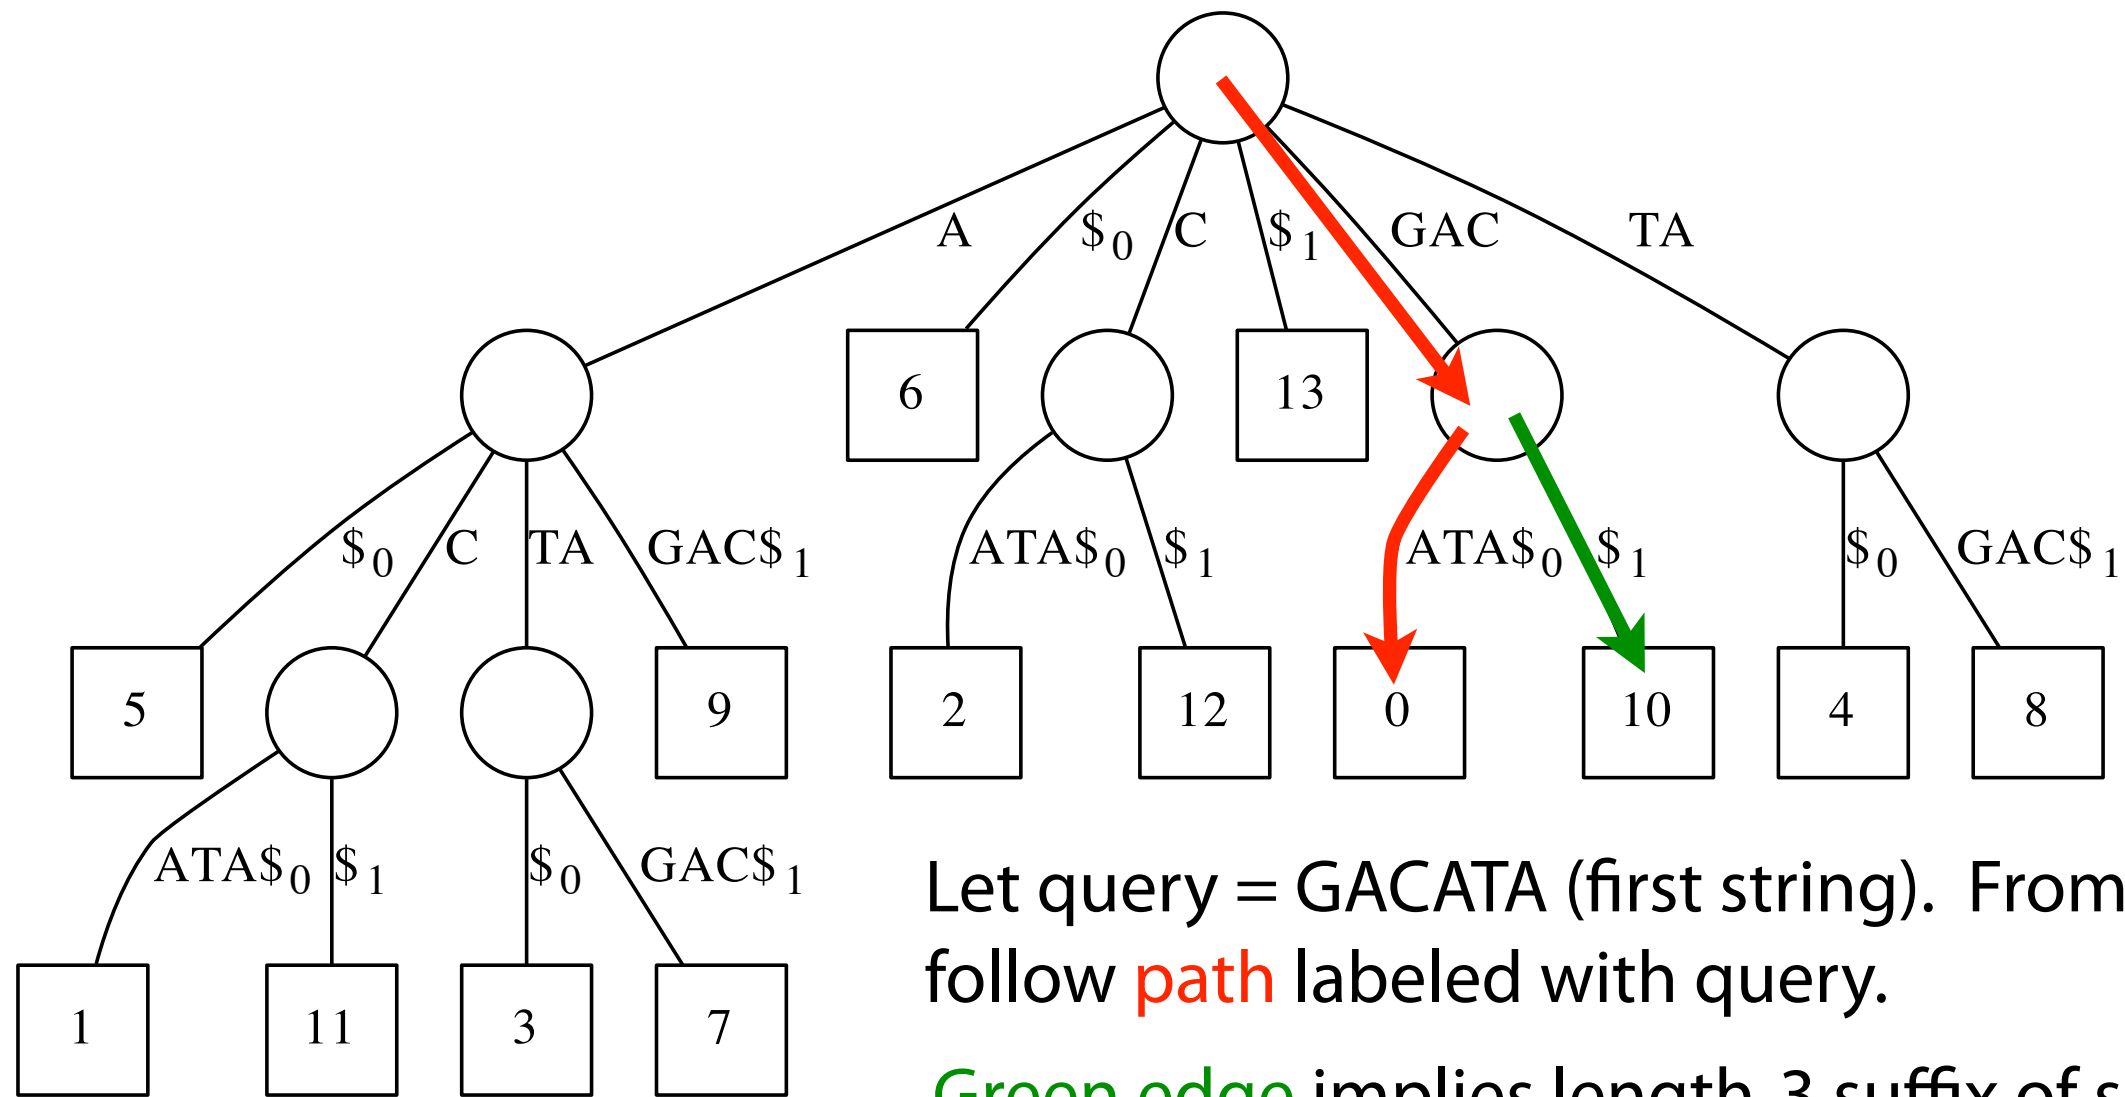 A $0 C $1 GAC TA
6 13
$0 C TA GAC$1 ATA$0 $1 ATA$0 $1 $0 GAC$1
5 9 2 12 0 10 4 8
ATA$0 $1 $0 GAC$1
1 11 3 7
Let query = GACATA (first string). From
follow path labeled with query.
Green edge implies length-3 suffix of s